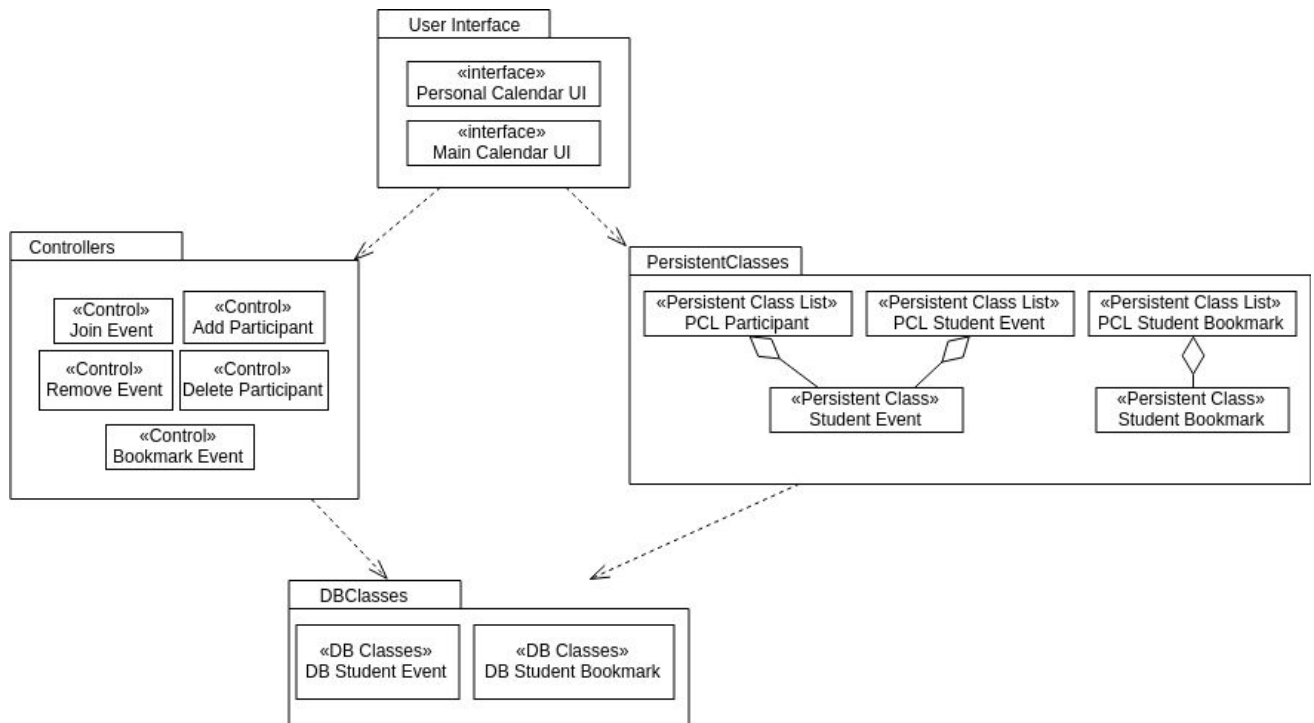 User Interface
«interface»
Personal Calendar UI
«interface»
Main Calendar UI
Controllers
«Control»
Join Event
«Control»
Add Participant
«Control»
Remove Event
«Control»
Delete Participant
«Control»
Bookmark Event
PersistentClasses
«Persistent Class List»
PCL Participant
«Persistent Class List»
PCL Student Event
«Persistent Class List»
PCL Student Bookmark
«Persistent Class»
Student Event
«Persistent Class»
Student Bookmark
DBClasses
«DB Classes»
DB Student Event
«DB Classes»
DB Student Bookmark